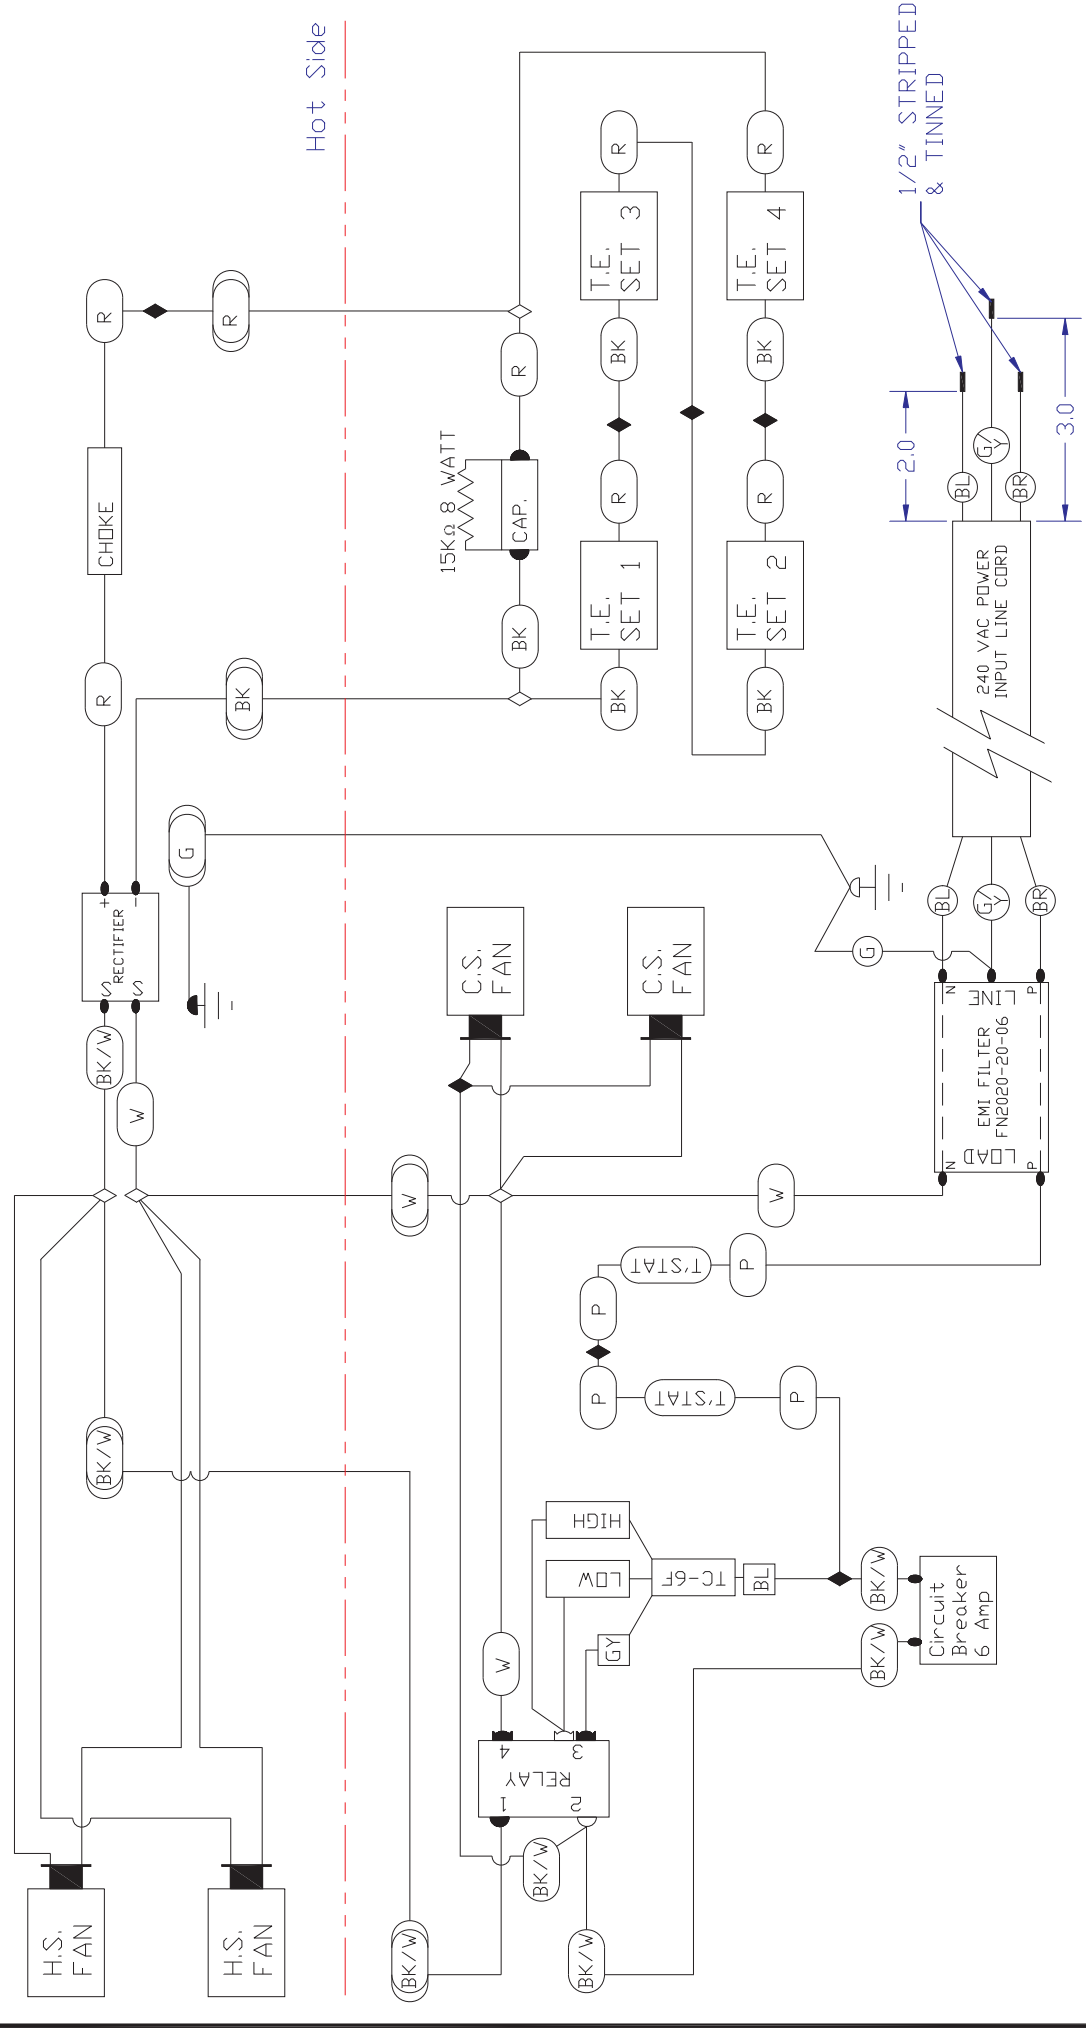 Hot Side
R
R
CHOKE
R
BK
G
+
-
RECTIFIER
S
S
BK/W
W
BK/W
H.S.
FAN
H.S.
FAN
R
15KΩ 8 WATT
CAP.
BK
R
T.E.
SET 3
BK
R
T.E.
SET 1
BK
R
T.E.
SET 4
BK
R
T.E.
SET 2
BK
C.S.
FAN
C.S.
FAN
W
W
T'STAT
P
P
P
T'STAT
P
HIGH
LOW
TC-6F
BL
GY
W
4
3
RELAY
1
2
BK/W
BK/W
BK/W
BK/W
BK/W
Circuit
Breaker
6 Amp
1/2" STRIPPED
& TINNED
2.0
3.0
BL
G/Y
BR
240 VAC POWER
INPUT LINE CORD
BL
G/Y
BR
G
N
LINE
P
EMI FILTER
FN2020-20-06
N
LOAD
P